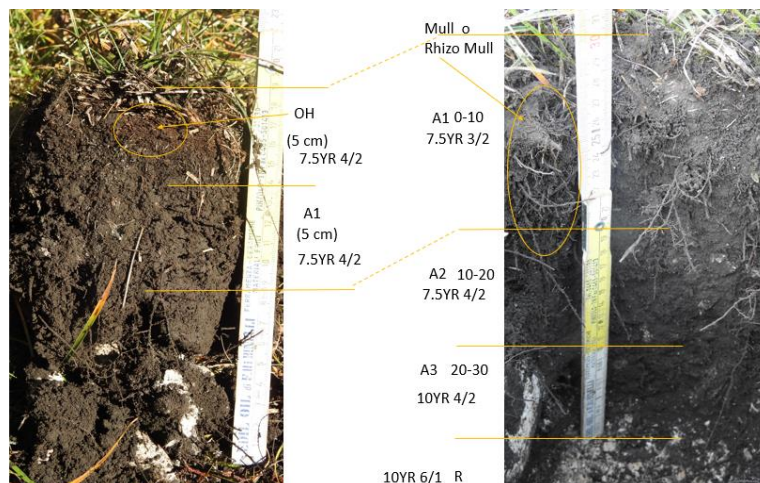 Mull o
Rhizo Mull
OH
(5 cm)
7.5YR 4/2
A1
(5 cm)
7.5YR 4/2
A1 0-10
7.5YR 3/2
A2 10-20
7.5YR 4/2
A3 20-30
10YR 4/2
10YR 6/1 R